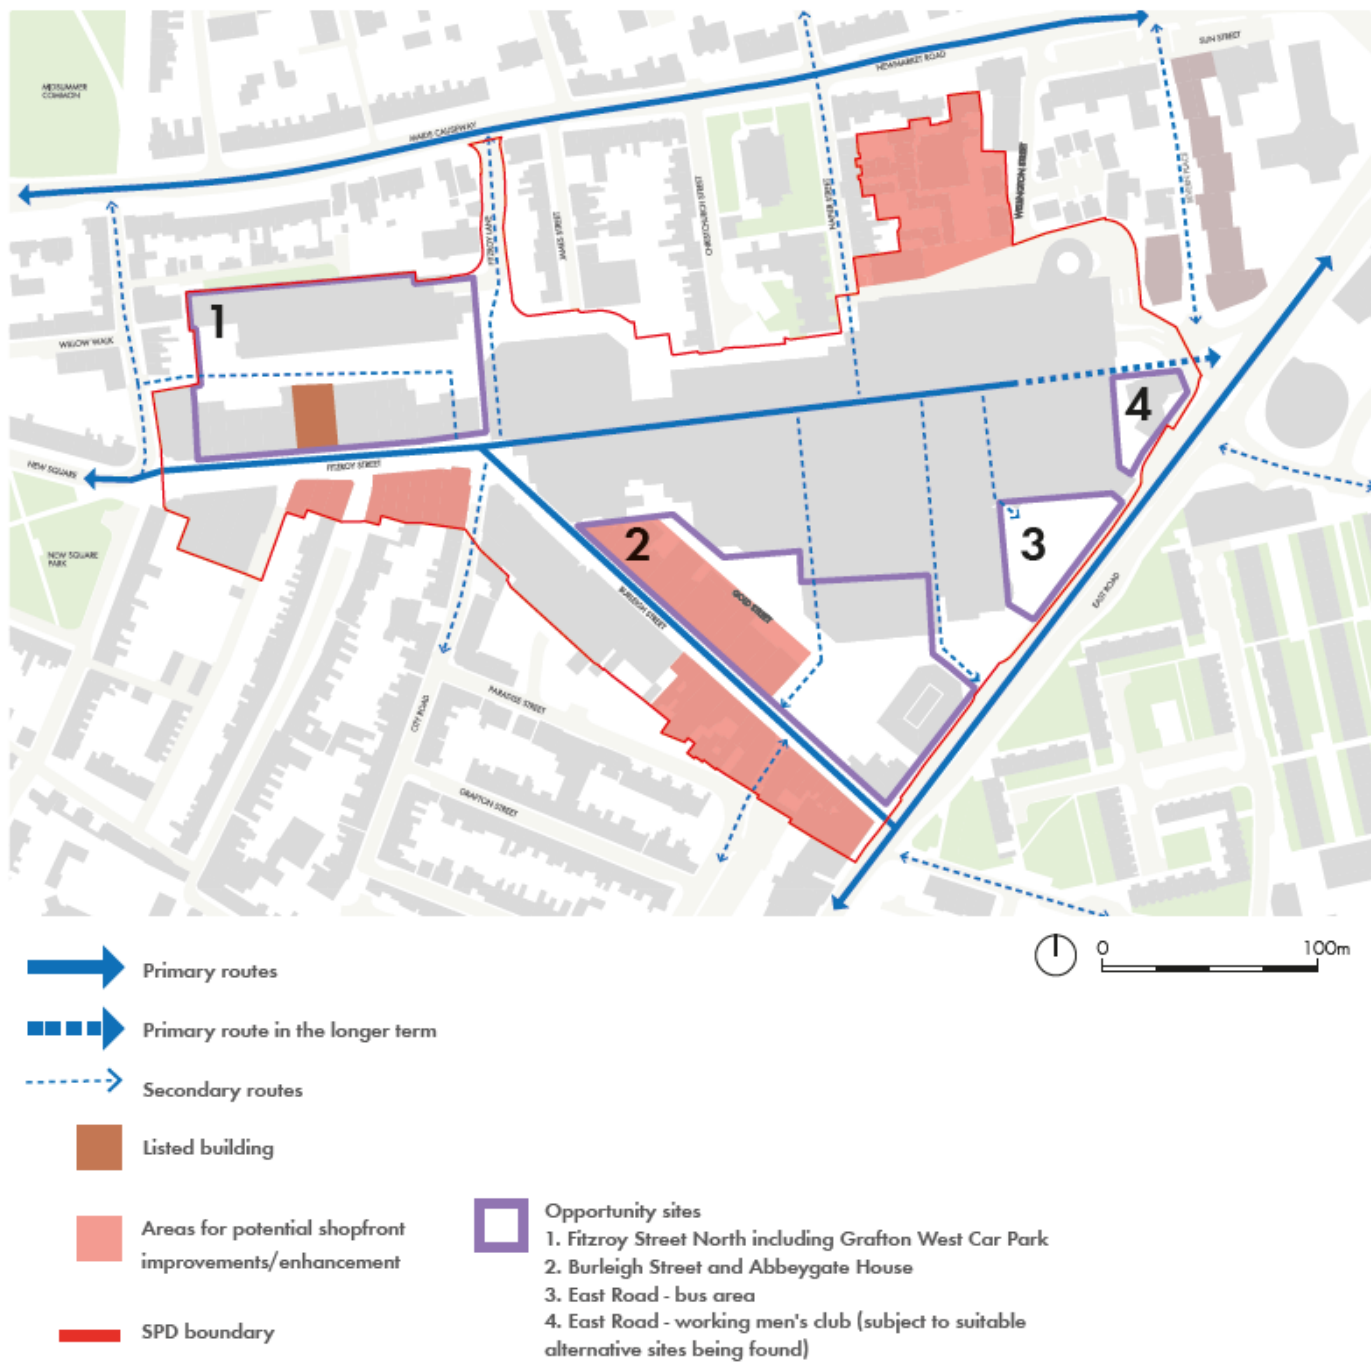 MIDSUMMER
COMMON
SUN STREET
NEWMARKET ROAD
MAIDS CAUSEWAY
SEVERN PLACE
WELLINGTON STREET
NAPIER STREET
CHRISTCHURCH STREET
JAMES STREET
FITZROY LANE
1
WILLOW WALK
4
NEW SQUARE
FITZROY STREET
NEW SQUARE
PARK
2
3
GOLD STREET
BURLEIGH STREET
EAST ROAD
PARADISE STREET
CITY ROAD
GRAFTON STREET
0 100m
Primary routes
Primary route in the longer term
Secondary routes
Listed building
Areas for potential shopfront
improvements/enhancement
SPD boundary
Opportunity sites
1. Fitzroy Street North including Grafton West Car Park
2. Burleigh Street and Abbeygate House
3. East Road - bus area
4. East Road - working men's club (subject to suitable
alternative sites being found)